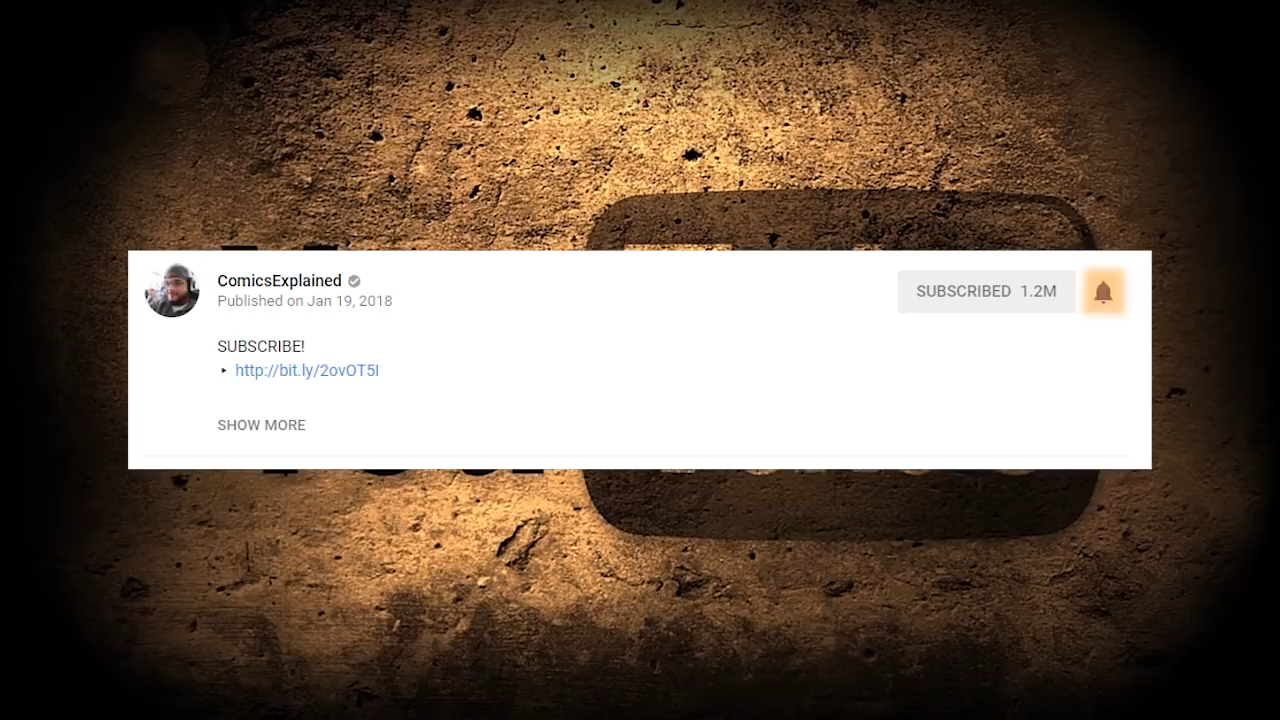 ComicsExplained
Published on Jan 19, 2018
SUBSCRIBED 1.2M
SUBSCRIBE!
‣ http://bit.ly/2ovOT5I
SHOW MORE